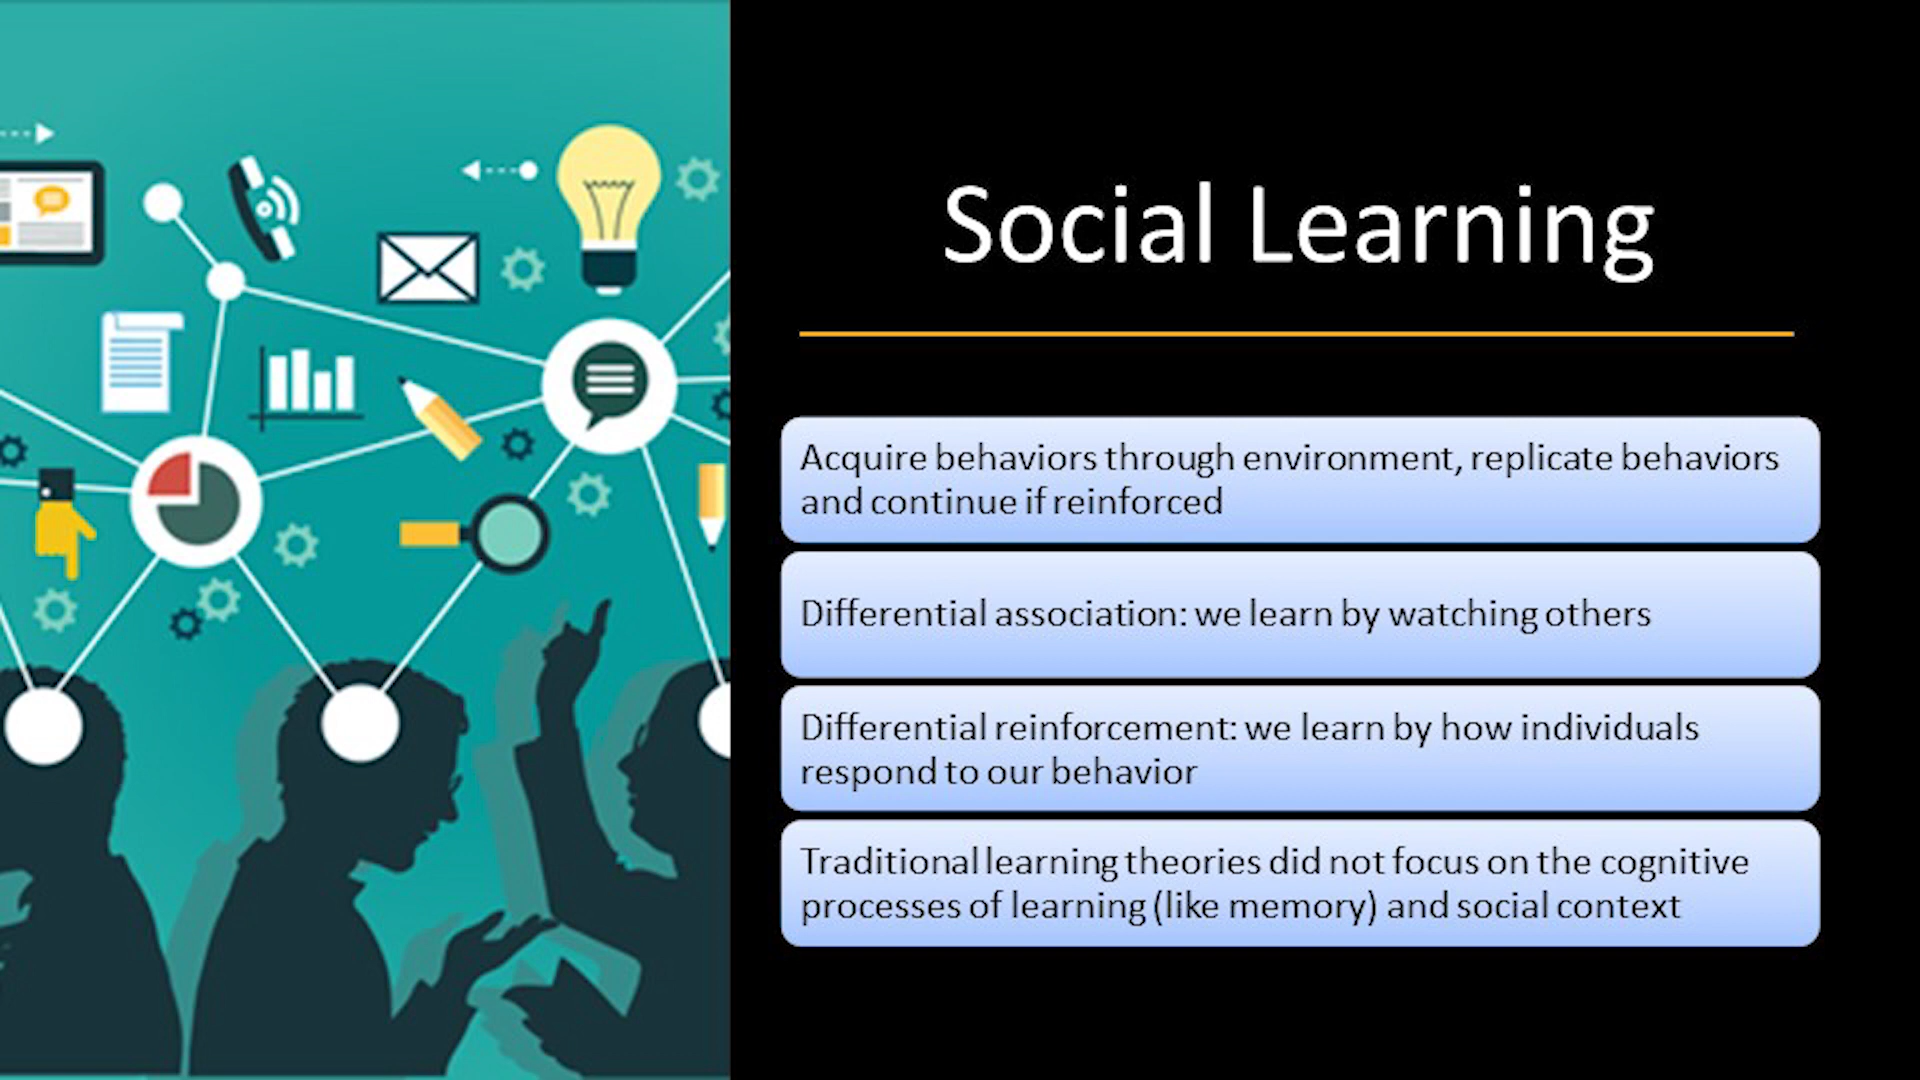 Social Learning
Acquire behaviors through environment, replicate behaviors
and continue if reinforced
Differential association: we learn by watching others
Differential reinforcement: we learn by how individuals
respond to our behavior
Traditional learning theories did not focus on the cognitive
processes of learning (like memory) and social context